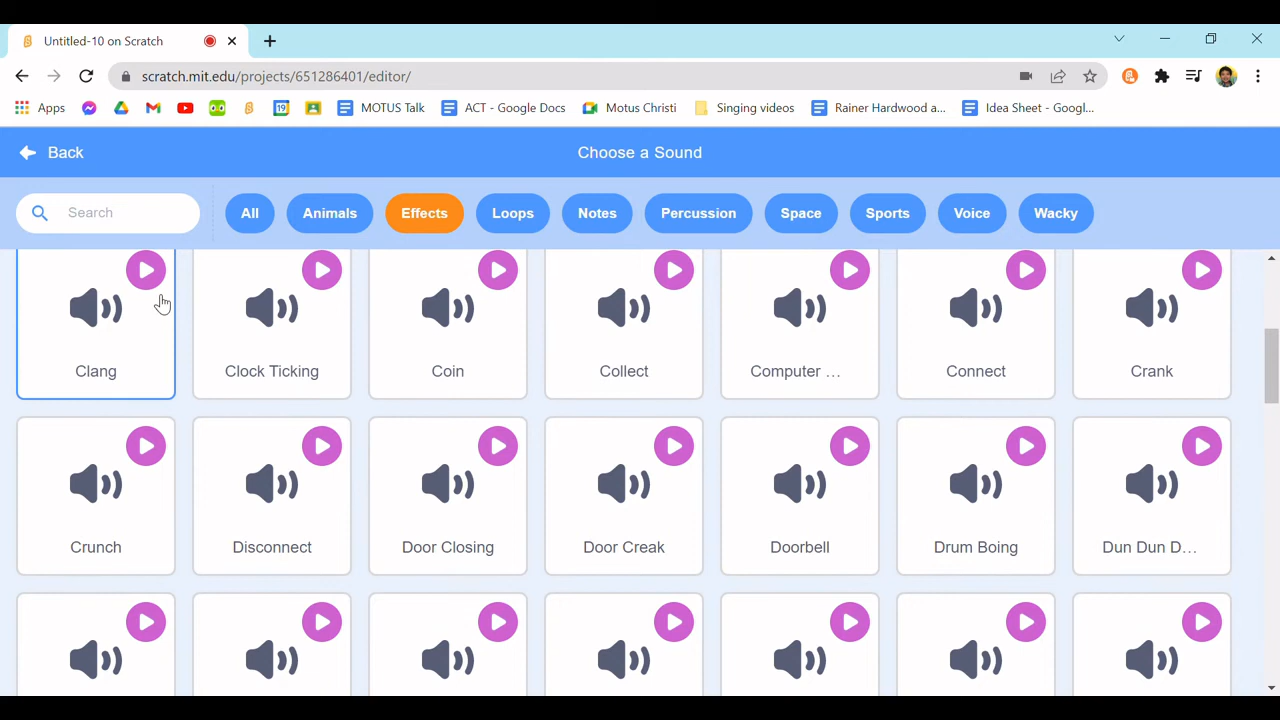 Untitled-10 on Scratch
scratch.mit.edu/projects/651286401/editor/
Apps MOTUS Talk ACT - Google Docs Motus Christi Singing videos Rainer Hardwood a... Idea Sheet - Googl...
Back Choose a Sound
Search All Animals Effects Loops Notes Percussion Space Sports Voice Wacky
Clang Clock Ticking Coin Collect Computer ... Connect Crank
Crunch Disconnect Door Closing Door Creak Doorbell Drum Boing Dun Dun D...